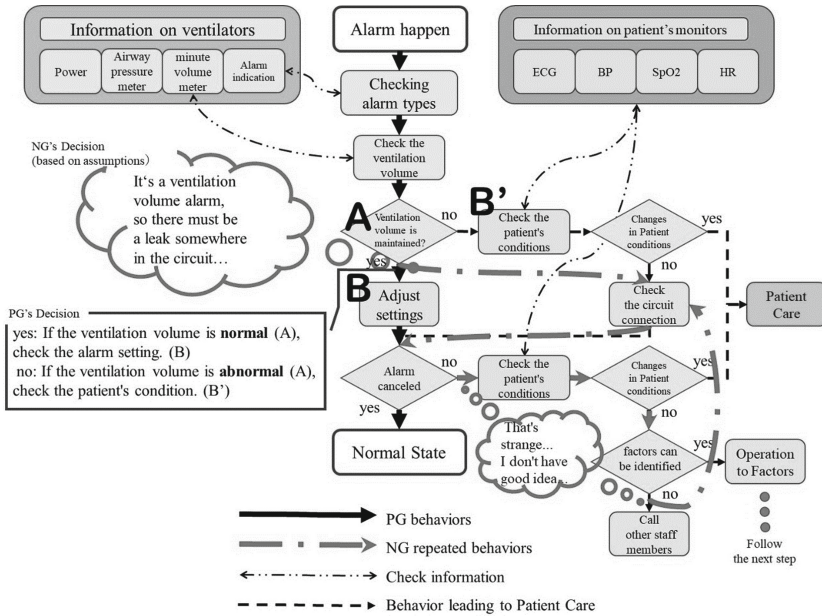 Information on ventilators
Power
Airway
pressure
meter
minute
volume
meter
Alarm
indication
Alarm happen
Information on patient's monitors
ECG
BP
SpO2
HR
Checking
alarm types
Check the
ventilation
volume
NG's Decision
(based on assumptions)
It's a ventilation
volume alarm,
so there must be
a leak somewhere
in the circuit…
A
Ventilation
volume is
maintained?
no
yes
B'
Check the
patient's
conditions
Changes
in Patient
conditions
yes
no
B
Adjust
settings
Check
the circuit
connection
Patient
Care
PG's Decision
yes: If the ventilation volume is normal (A),
check the alarm setting. (B)
no: If the ventilation volume is abnormal (A),
check the patient's condition. (B')
Alarm
canceled
no
yes
Check the
patient's
conditions
Changes
in Patient
conditions
yes
no
Normal State
That's
strange...
I don't have
good idea...
factors can
be identified
yes
no
Operation
to Factors
Call
other staff
members
Follow
the next step
PG behaviors
NG repeated behaviors
Check information
Behavior leading to Patient Care